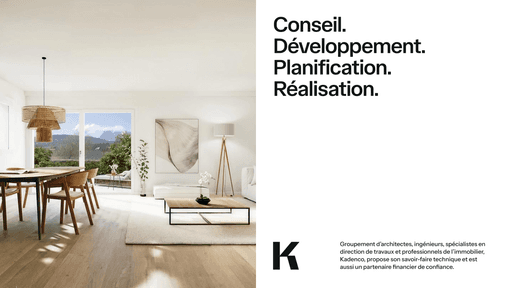 Conseil.
Développement.
Planification.
Réalisation.
K
Groupement d'architectes, ingénieurs, spécialistes en
direction de travaux et professionnels de l'immobilier,
Kadenco, propose son savoir-faire technique et est
aussi un partenaire financier de confiance.